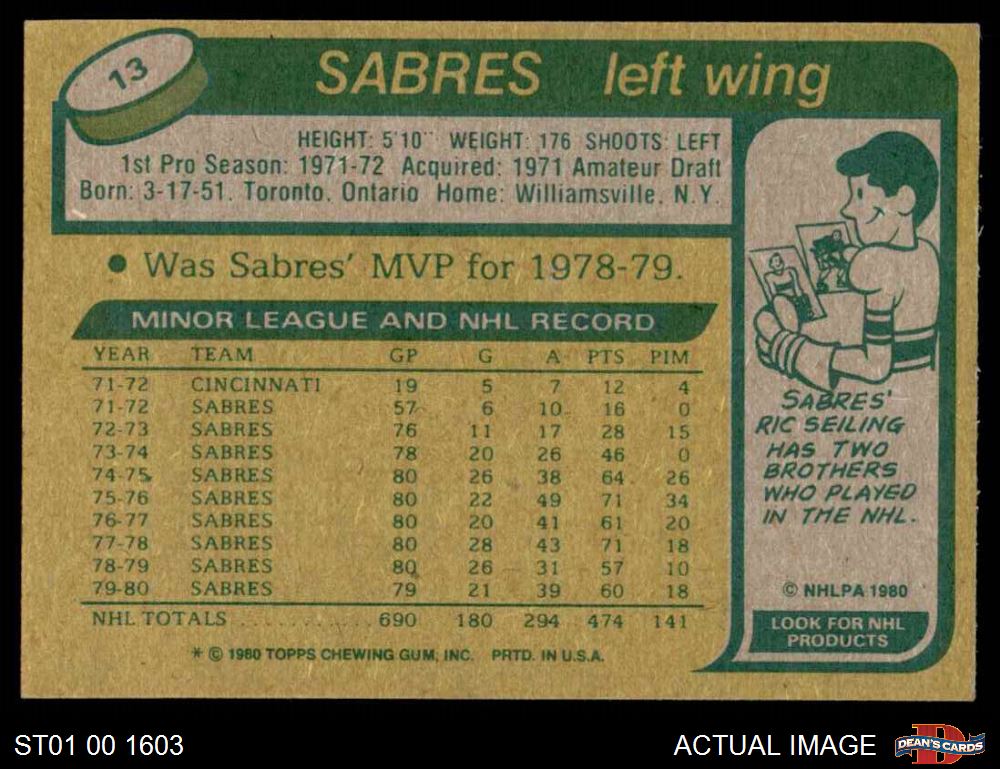 13
SABRES left wing
HEIGHT: 5'10" WEIGHT: 176 SHOOTS: LEFT
1st Pro Season: 1971-72 Acquired: 1971 Amateur Draft
Born: 3-17-51. Toronto, Ontario Home: Williamsville, N.Y.
• Was Sabres' MVP for 1978-79.
MINOR LEAGUE AND NHL RECORD
YEAR TEAM GP G A PTS PIM
71-72 CINCINNATI 19 5 7 12 4
71-72 SABRES 57 6 10 16 0
72-73 SABRES 76 11 17 28 15
73-74 SABRES 78 20 26 46 0
74-75 SABRES 80 26 38 64 26
75-76 SABRES 80 22 49 71 34
76-77 SABRES 80 20 41 61 20
77-78 SABRES 80 28 43 71 18
78-79 SABRES 80 26 31 57 10
79-80 SABRES 79 21 39 60 18
NHL TOTALS ............ 690 180 294 474 141
* © 1980 TOPPS CHEWING GUM, INC. PRTD. IN U.S.A.
SABRES'
RIC SEILING
HAS TWO
BROTHERS
WHO PLAYED
IN THE NHL.
© NHLPA 1980
LOOK FOR NHL
PRODUCTS
ST01 00 1603
ACTUAL IMAGE
D
DEAN'S CARDS